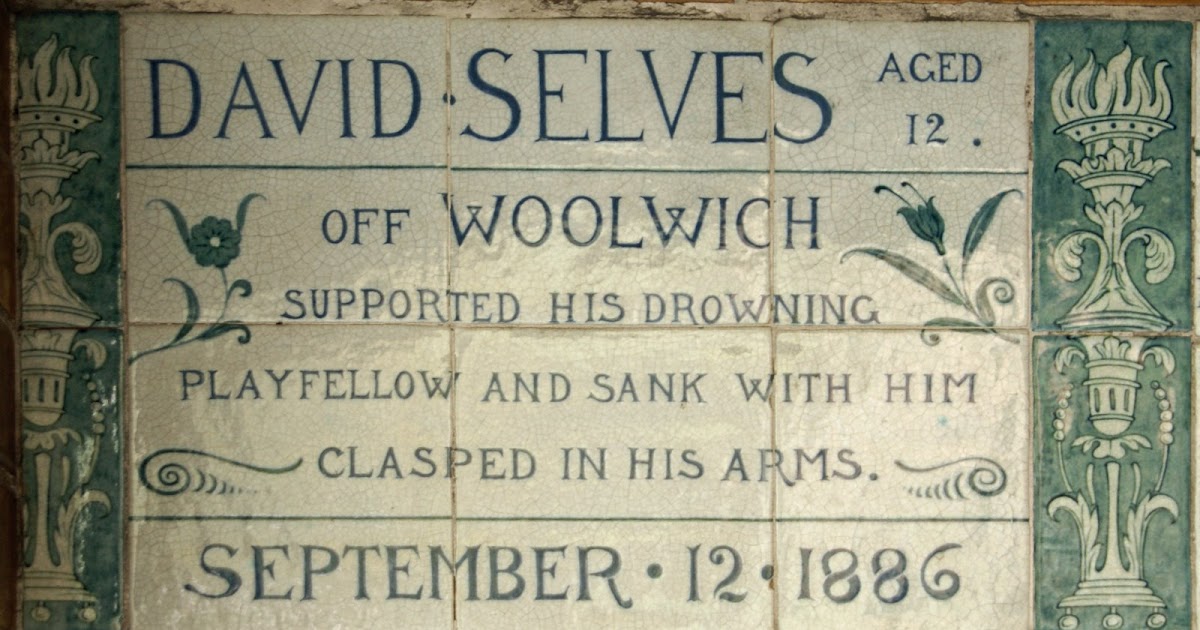 DAVID · SELVES AGED
12 .
OFF WOOLWICH
SUPPORTED HIS DROWNING
PLAYFELLOW AND SANK WITH HIM
CLASPED IN HIS ARMS.
SEPTEMBER · 12 · 1886